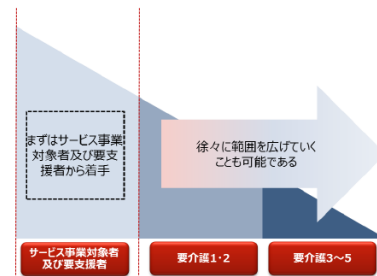 まずはサービス事業
対象者及び要支
援者から着手
徐々に範囲を広げていく
ことも可能である
サービス事業対象者
及び要支援者
要介護1・2
要介護3～5